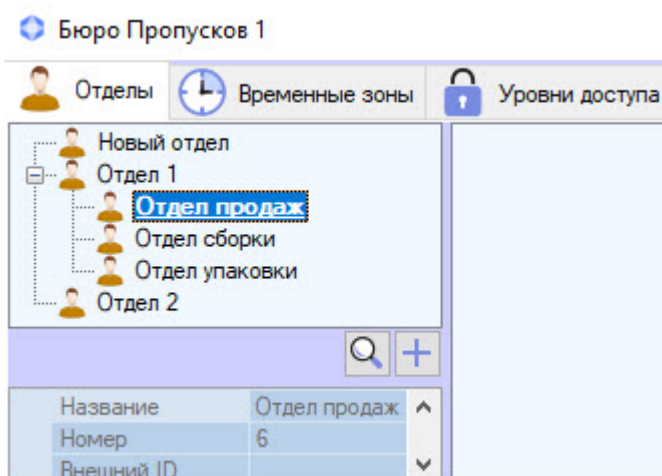 Бюро Пропусков 1
Отделы Временные зоны Уровни доступа
Новый отдел
Отдел 1
Отдел продаж
Отдел сборки
Отдел упаковки
Отдел 2
Название Отдел продаж
Номер 6
Внешний ID